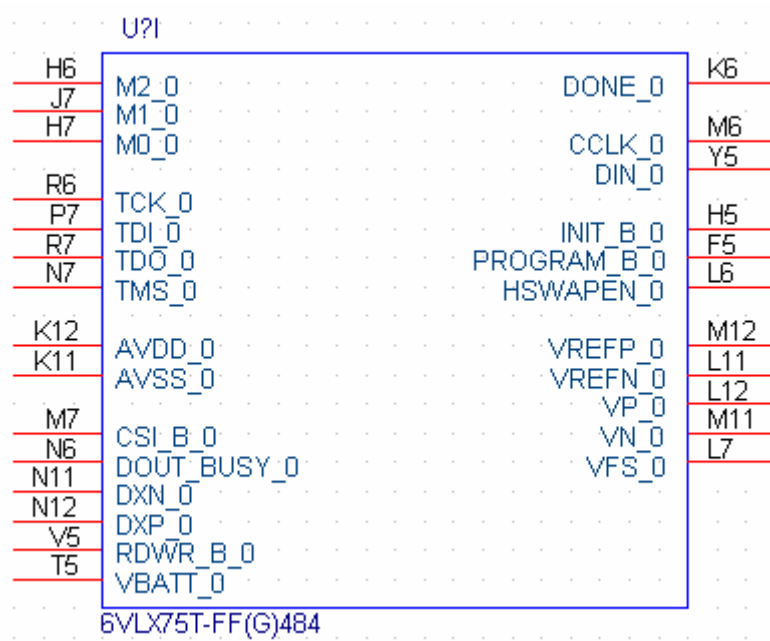 U?I
H6 M2_0 DONE_0 K6
J7 M1_0
H7 M0_0 CCLK_0 M6
DIN_0 Y5
R6 TCK_0
P7 TDI_0 INIT_B_0 H5
R7 TDO_0 PROGRAM_B_0 F5
N7 TMS_0 HSWAPEN_0 L6
K12 AVDD_0 VREFP_0 M12
K11 AVSS_0 VREFN_0 L11
VP_0 L12
M7 CSI_B_0 VN_0 M11
N6 DOUT_BUSY_0 VFS_0 L7
N11 DXN_0
N12 DXP_0
V5 RDWR_B_0
T5 VBATT_0
6VLX75T-FF(G)484